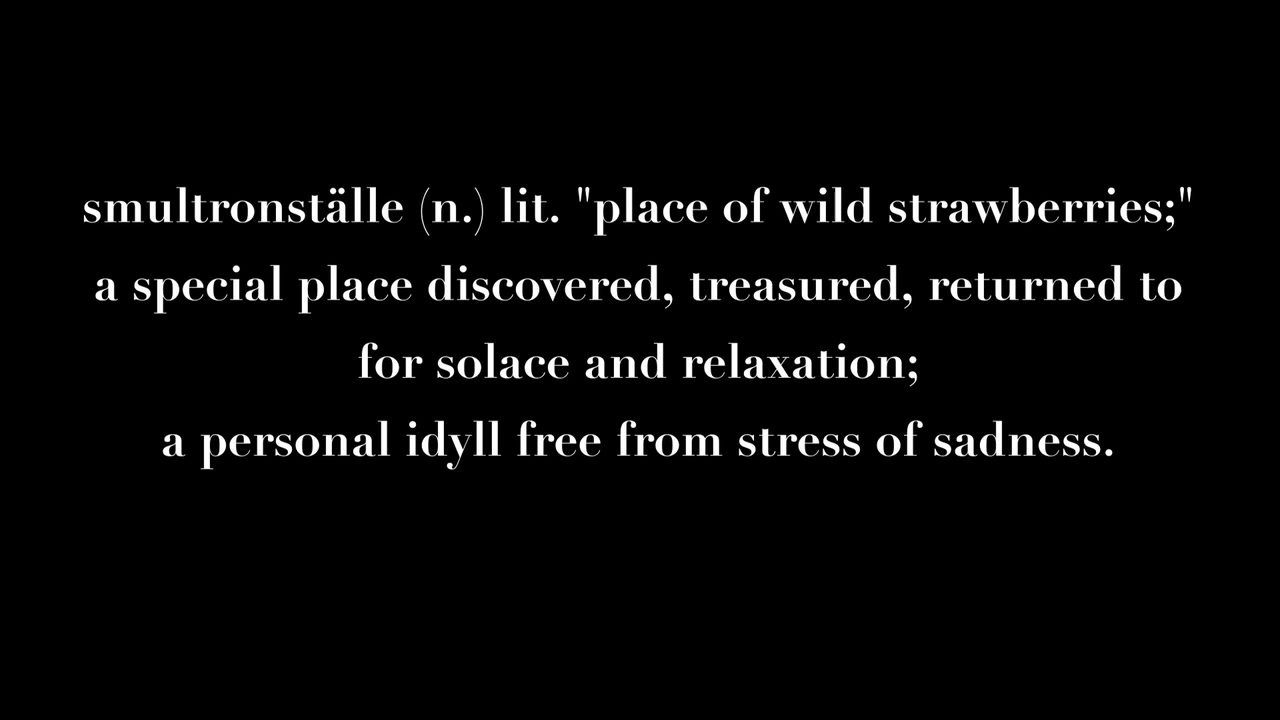 smultronställe (n.) lit. "place of wild strawberries;"
a special place discovered, treasured, returned to
for solace and relaxation;
a personal idyll free from stress of sadness.